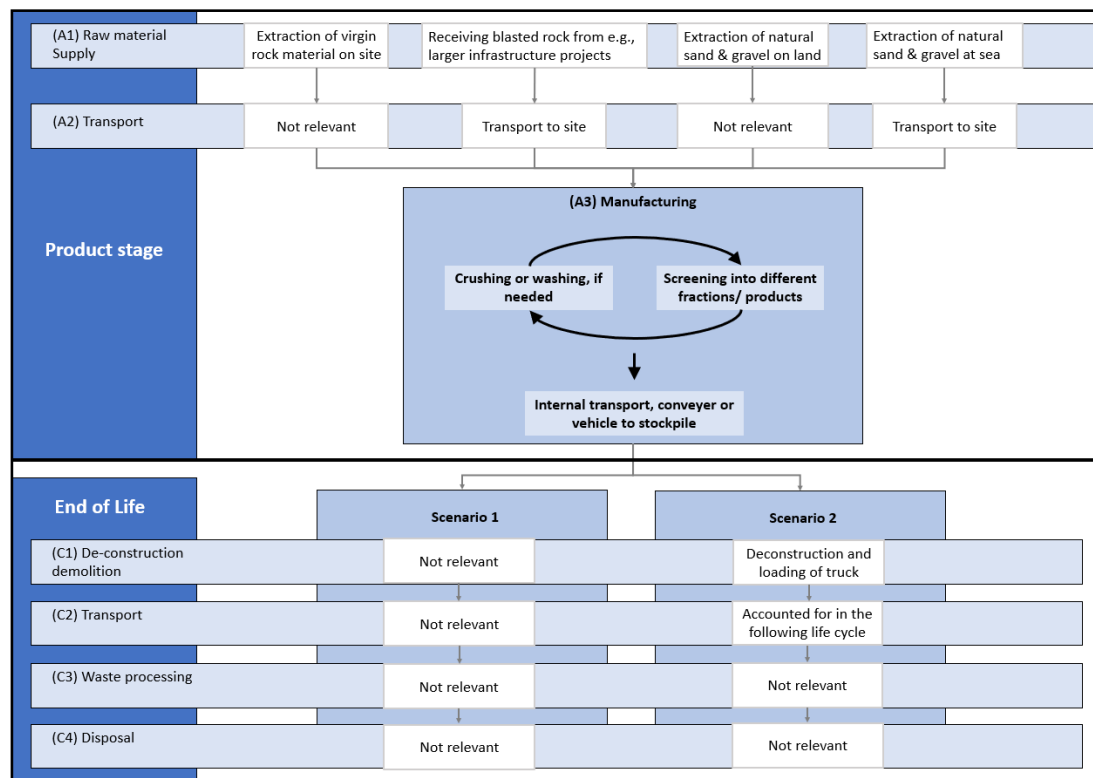 (A1) Raw material
Supply
Extraction of virgin
rock material on site
Receiving blasted rock from e.g.,
larger infrastructure projects
Extraction of natural
sand & gravel on land
Extraction of natural
sand & gravel at sea
(A2) Transport
Not relevant
Transport to site
Not relevant
Transport to site
Product stage
(A3) Manufacturing
Crushing or washing, if
needed
Screening into different
fractions/ products
Internal transport, conveyer or
vehicle to stockpile
End of Life
Scenario 1
Scenario 2
(C1) De-construction
demolition
Not relevant
Deconstruction and
loading of truck
(C2) Transport
Not relevant
Accounted for in the
following life cycle
(C3) Waste processing
Not relevant
Not relevant
(C4) Disposal
Not relevant
Not relevant